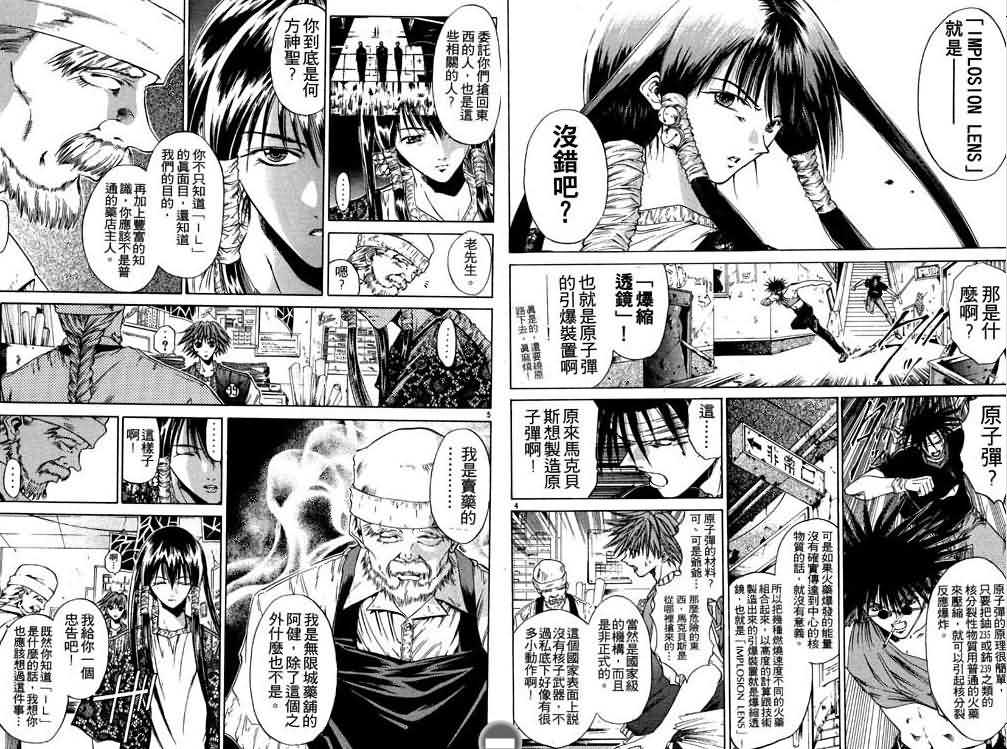 「IMPLOSION LENS」
就是——
沒錯吧？
那是什
麼啊？
「爆縮
透鏡」！
也就是原子彈
的引爆裝置啊
真是的，還要繞原
路下去，真麻煩！
原子彈？
原子彈的原理很簡單
只要把鈾235或鈽239之類的
核分裂性物質用普通的火藥
來壓縮，就可以引起核分裂
反應爆炸。
可是如果火藥爆發的能量
沒有確實傳達到中心的核
物質的話，就沒有意義。
所以把幾種燃燒速度不同的火藥
組合起來，以高度的計算跟技術
製造出來的引爆裝置就是爆縮透
鏡，也就是「IMPLOSION LENS」
非常口
這
………
原來馬克貝
斯想製造原
子彈啊！
4
原子彈的材料？
可、可是爺爺…
那麼危險的東
西，馬克貝斯是
從哪裡搶來的…
當然是國家級
的機構，而且
是非正式的。
這個國家表面上說
沒有核子武器，不
過私底下好像有很
多小動作啊！
委託你們搶回東
西的人，也是這
些相關的人？
……
老先生。
嗯？
你到底是何
方神聖？
你不只知道「IL」
的真面目，還知道
我們的目的，
再加上豐富的知
識，你應該不是普
通的藥店主人。
……
…？
5
我是賣藥的
………
我是無限城藥舖的
阿健，除了這個之
外什麼也不是。
……
這樣子
啊！
…
啊…
我給你一個
忠告吧！
既然你知道「IL」
是什麼的話，我想你
也應該想過這件事…